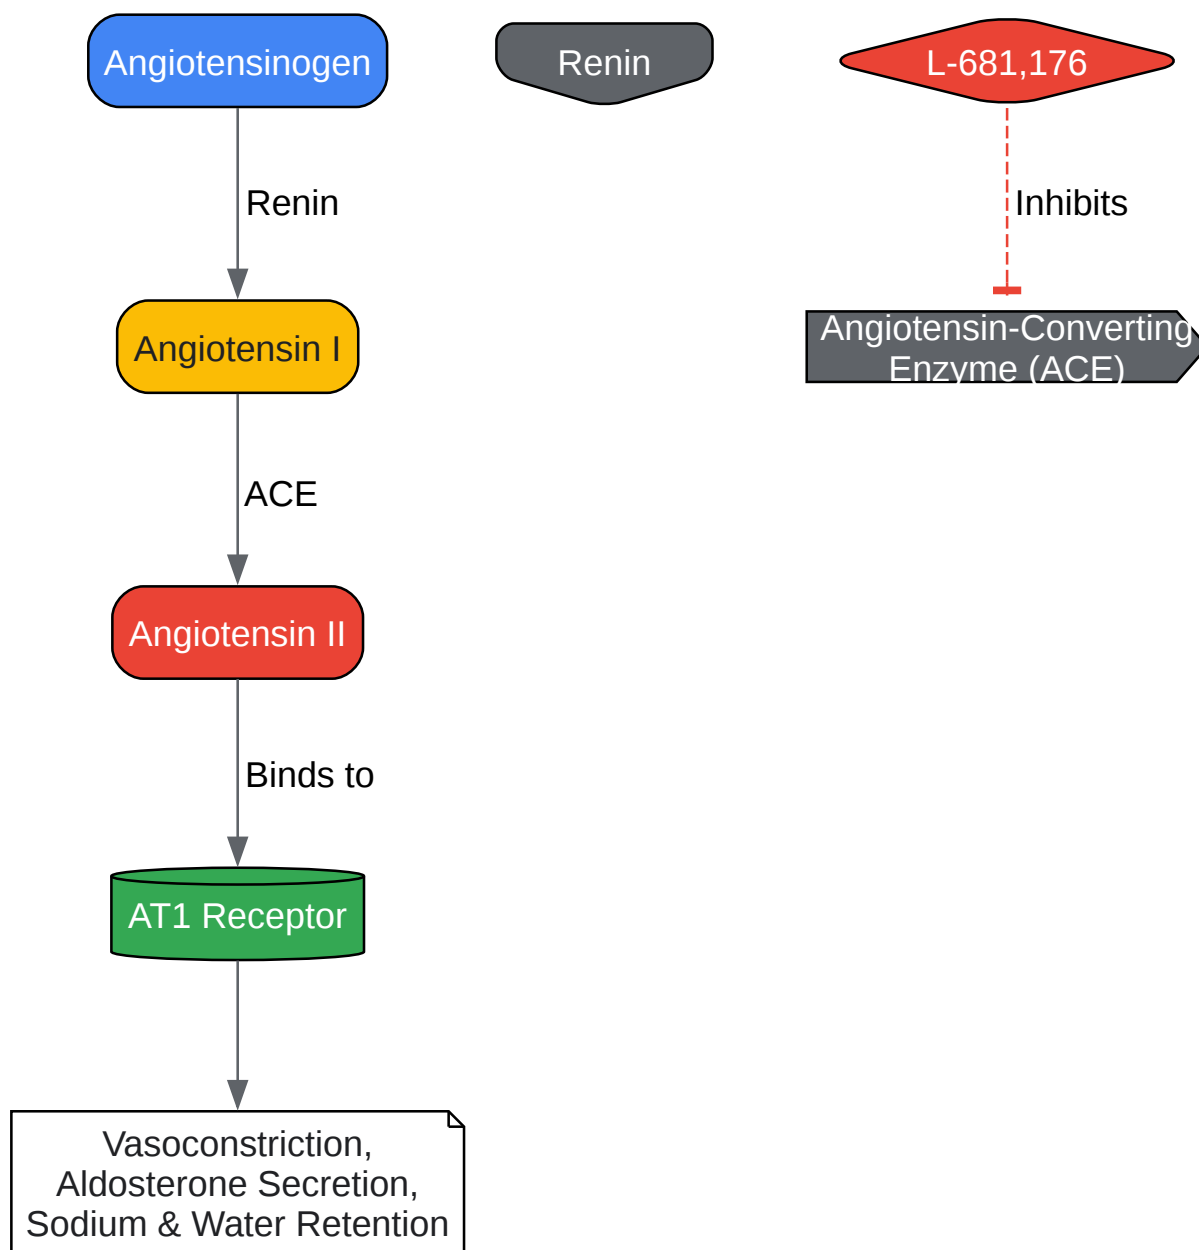 Angiotensinogen
Renin
L-681,176
Renin
Inhibits
Angiotensin I
Angiotensin-Converting
Enzyme (ACE)
ACE
Angiotensin II
Binds to
AT1 Receptor
Vasoconstriction,
Aldosterone Secretion,
Sodium & Water Retention